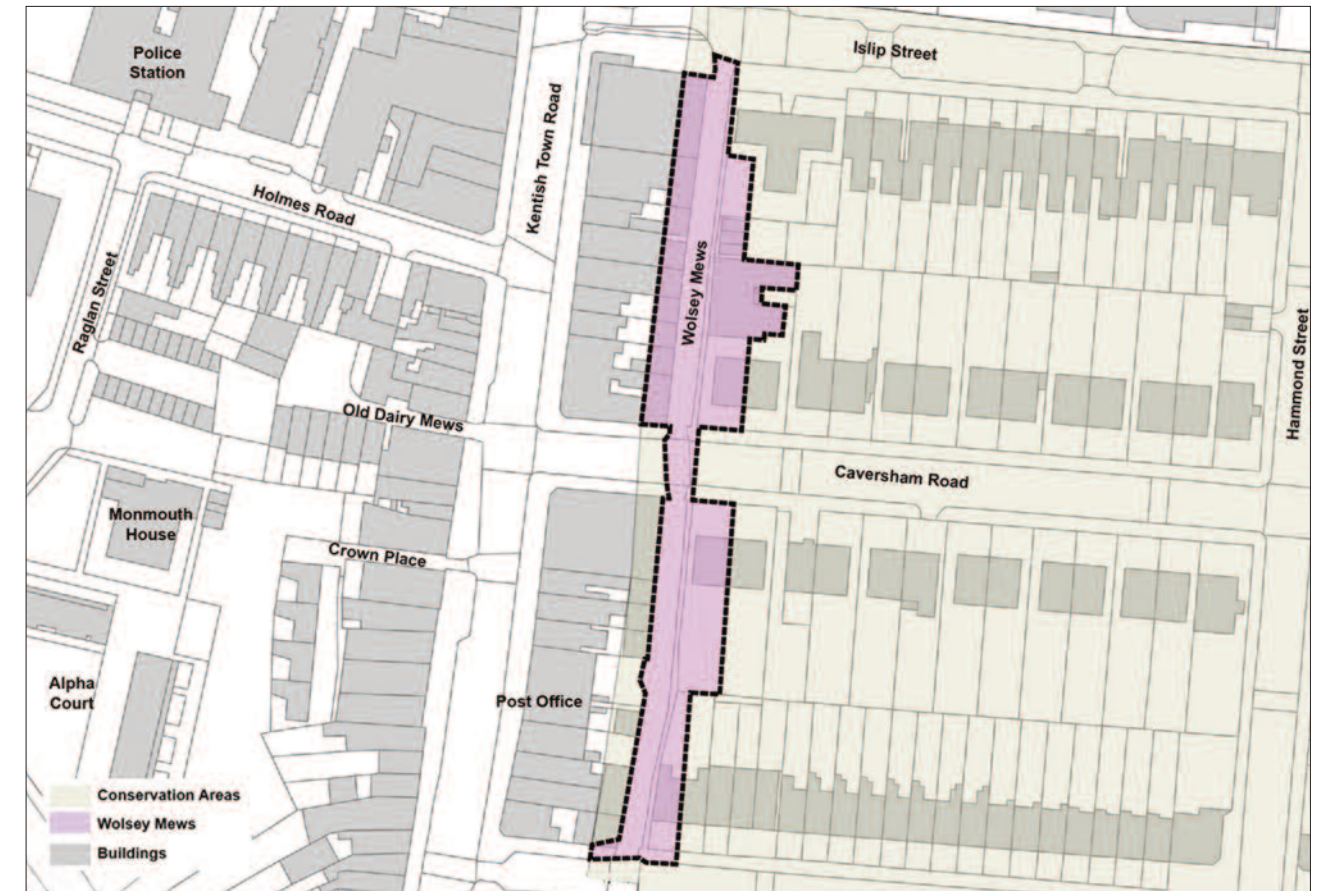 Police
Station
Islip Street
Kentish Town Road
Holmes Road
Raglan Street
Wolsey Mews
Hammond Street
Old Dairy Mews
Caversham Road
Monmouth
House
Crown Place
Alpha
Court
Post Office
Conservation Areas
Wolsey Mews
Buildings